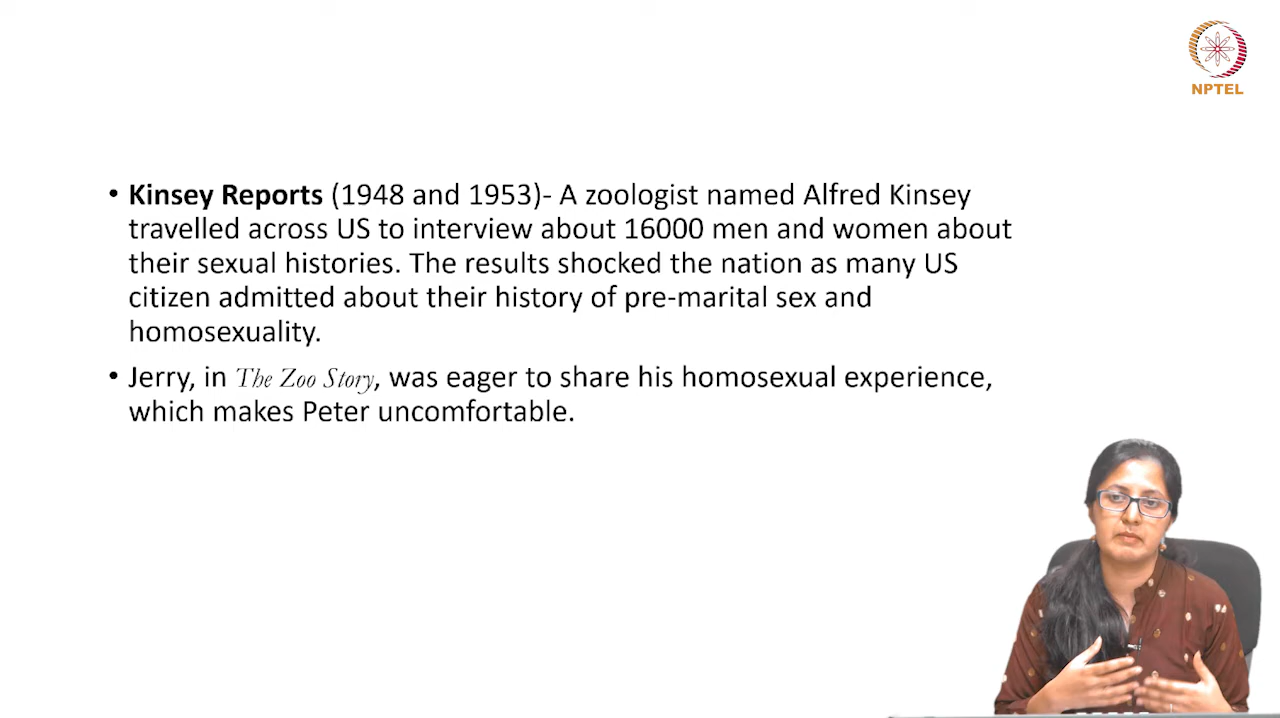 NPTEL
• Kinsey Reports (1948 and 1953)- A zoologist named Alfred Kinsey
travelled across US to interview about 16000 men and women about
their sexual histories. The results shocked the nation as many US
citizen admitted about their history of pre-marital sex and
homosexuality.
• Jerry, in The Zoo Story, was eager to share his homosexual experience,
which makes Peter uncomfortable.